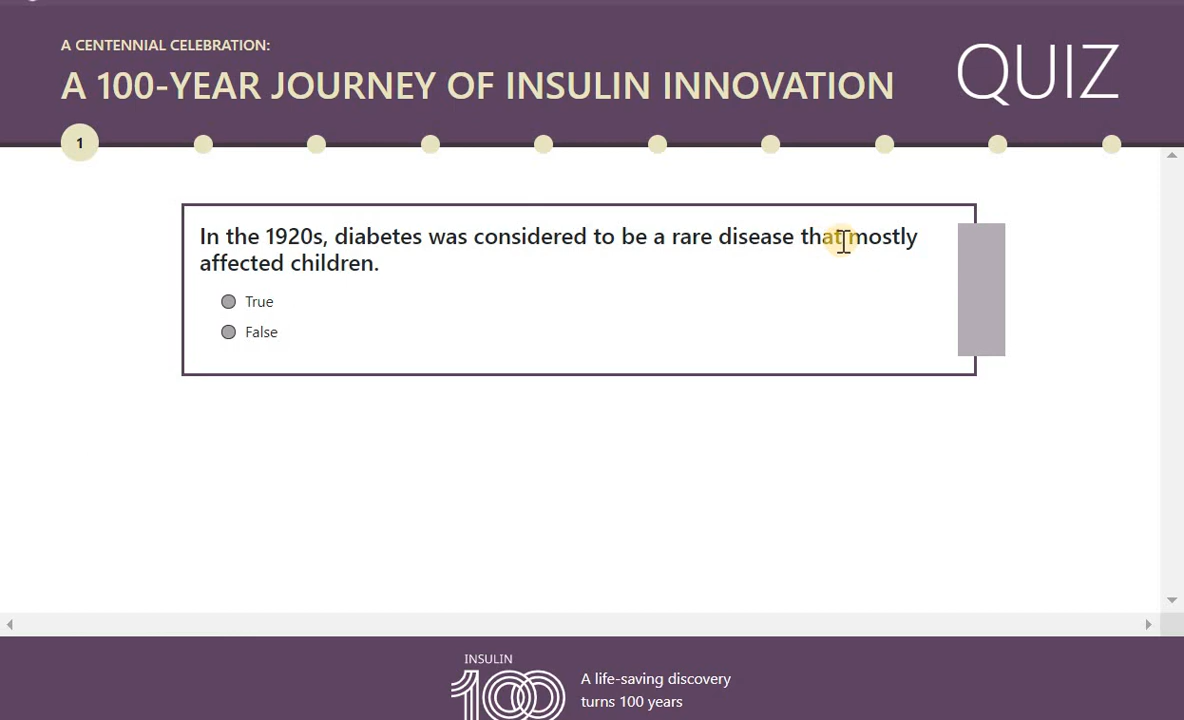 A CENTENNIAL CELEBRATION:
A 100-YEAR JOURNEY OF INSULIN INNOVATION
QUIZ
1
In the 1920s, diabetes was considered to be a rare disease that mostly
affected children.
True
False
INSULIN
100
A life-saving discovery
turns 100 years